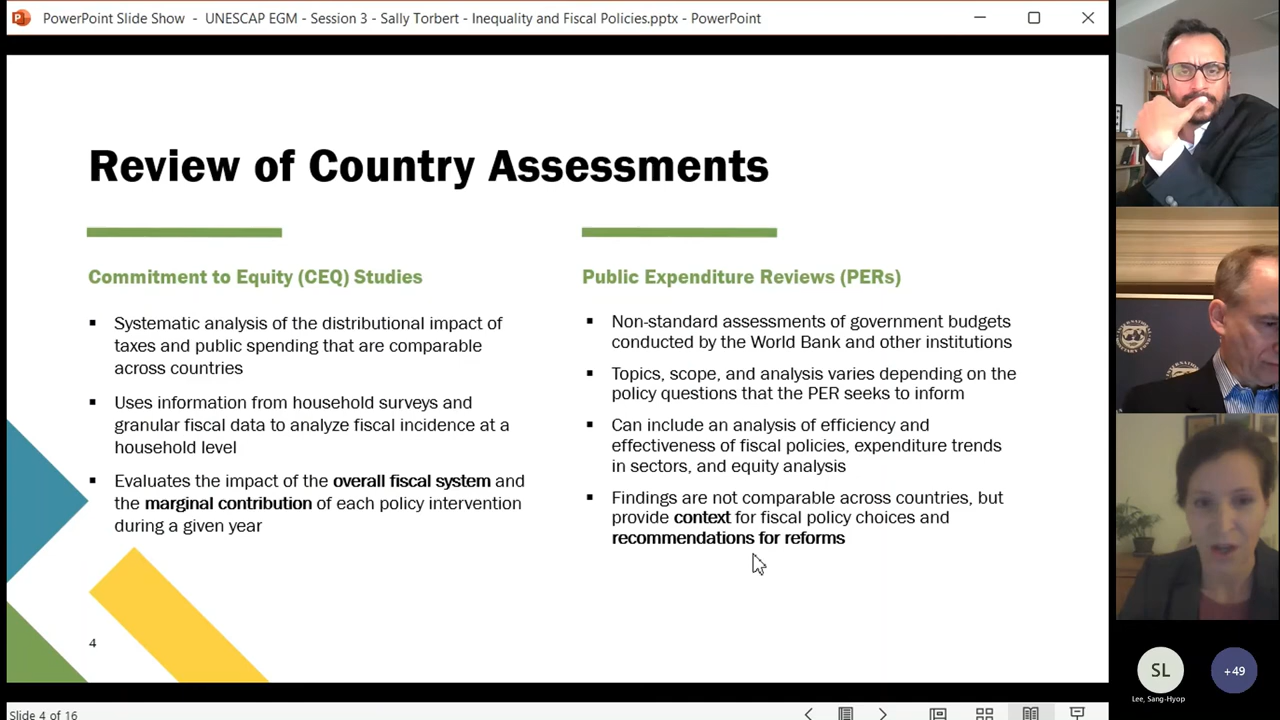 PowerPoint Slide Show - UNESCAP EGM - Session 3 - Sally Torbert - Inequality and Fiscal Policies.pptx - PowerPoint
Review of Country Assessments
Commitment to Equity (CEQ) Studies
▪ Systematic analysis of the distributional impact of
taxes and public spending that are comparable
across countries
▪ Uses information from household surveys and
granular fiscal data to analyze fiscal incidence at a
household level
▪ Evaluates the impact of the overall fiscal system and
the marginal contribution of each policy intervention
during a given year
Public Expenditure Reviews (PERs)
▪ Non-standard assessments of government budgets
conducted by the World Bank and other institutions
▪ Topics, scope, and analysis varies depending on the
policy questions that the PER seeks to inform
▪ Can include an analysis of efficiency and
effectiveness of fiscal policies, expenditure trends
in sectors, and equity analysis
▪ Findings are not comparable across countries, but
provide context for fiscal policy choices and
recommendations for reforms
4
Slide 4 of 16
SL
+49
Lee, Sang-Hyop